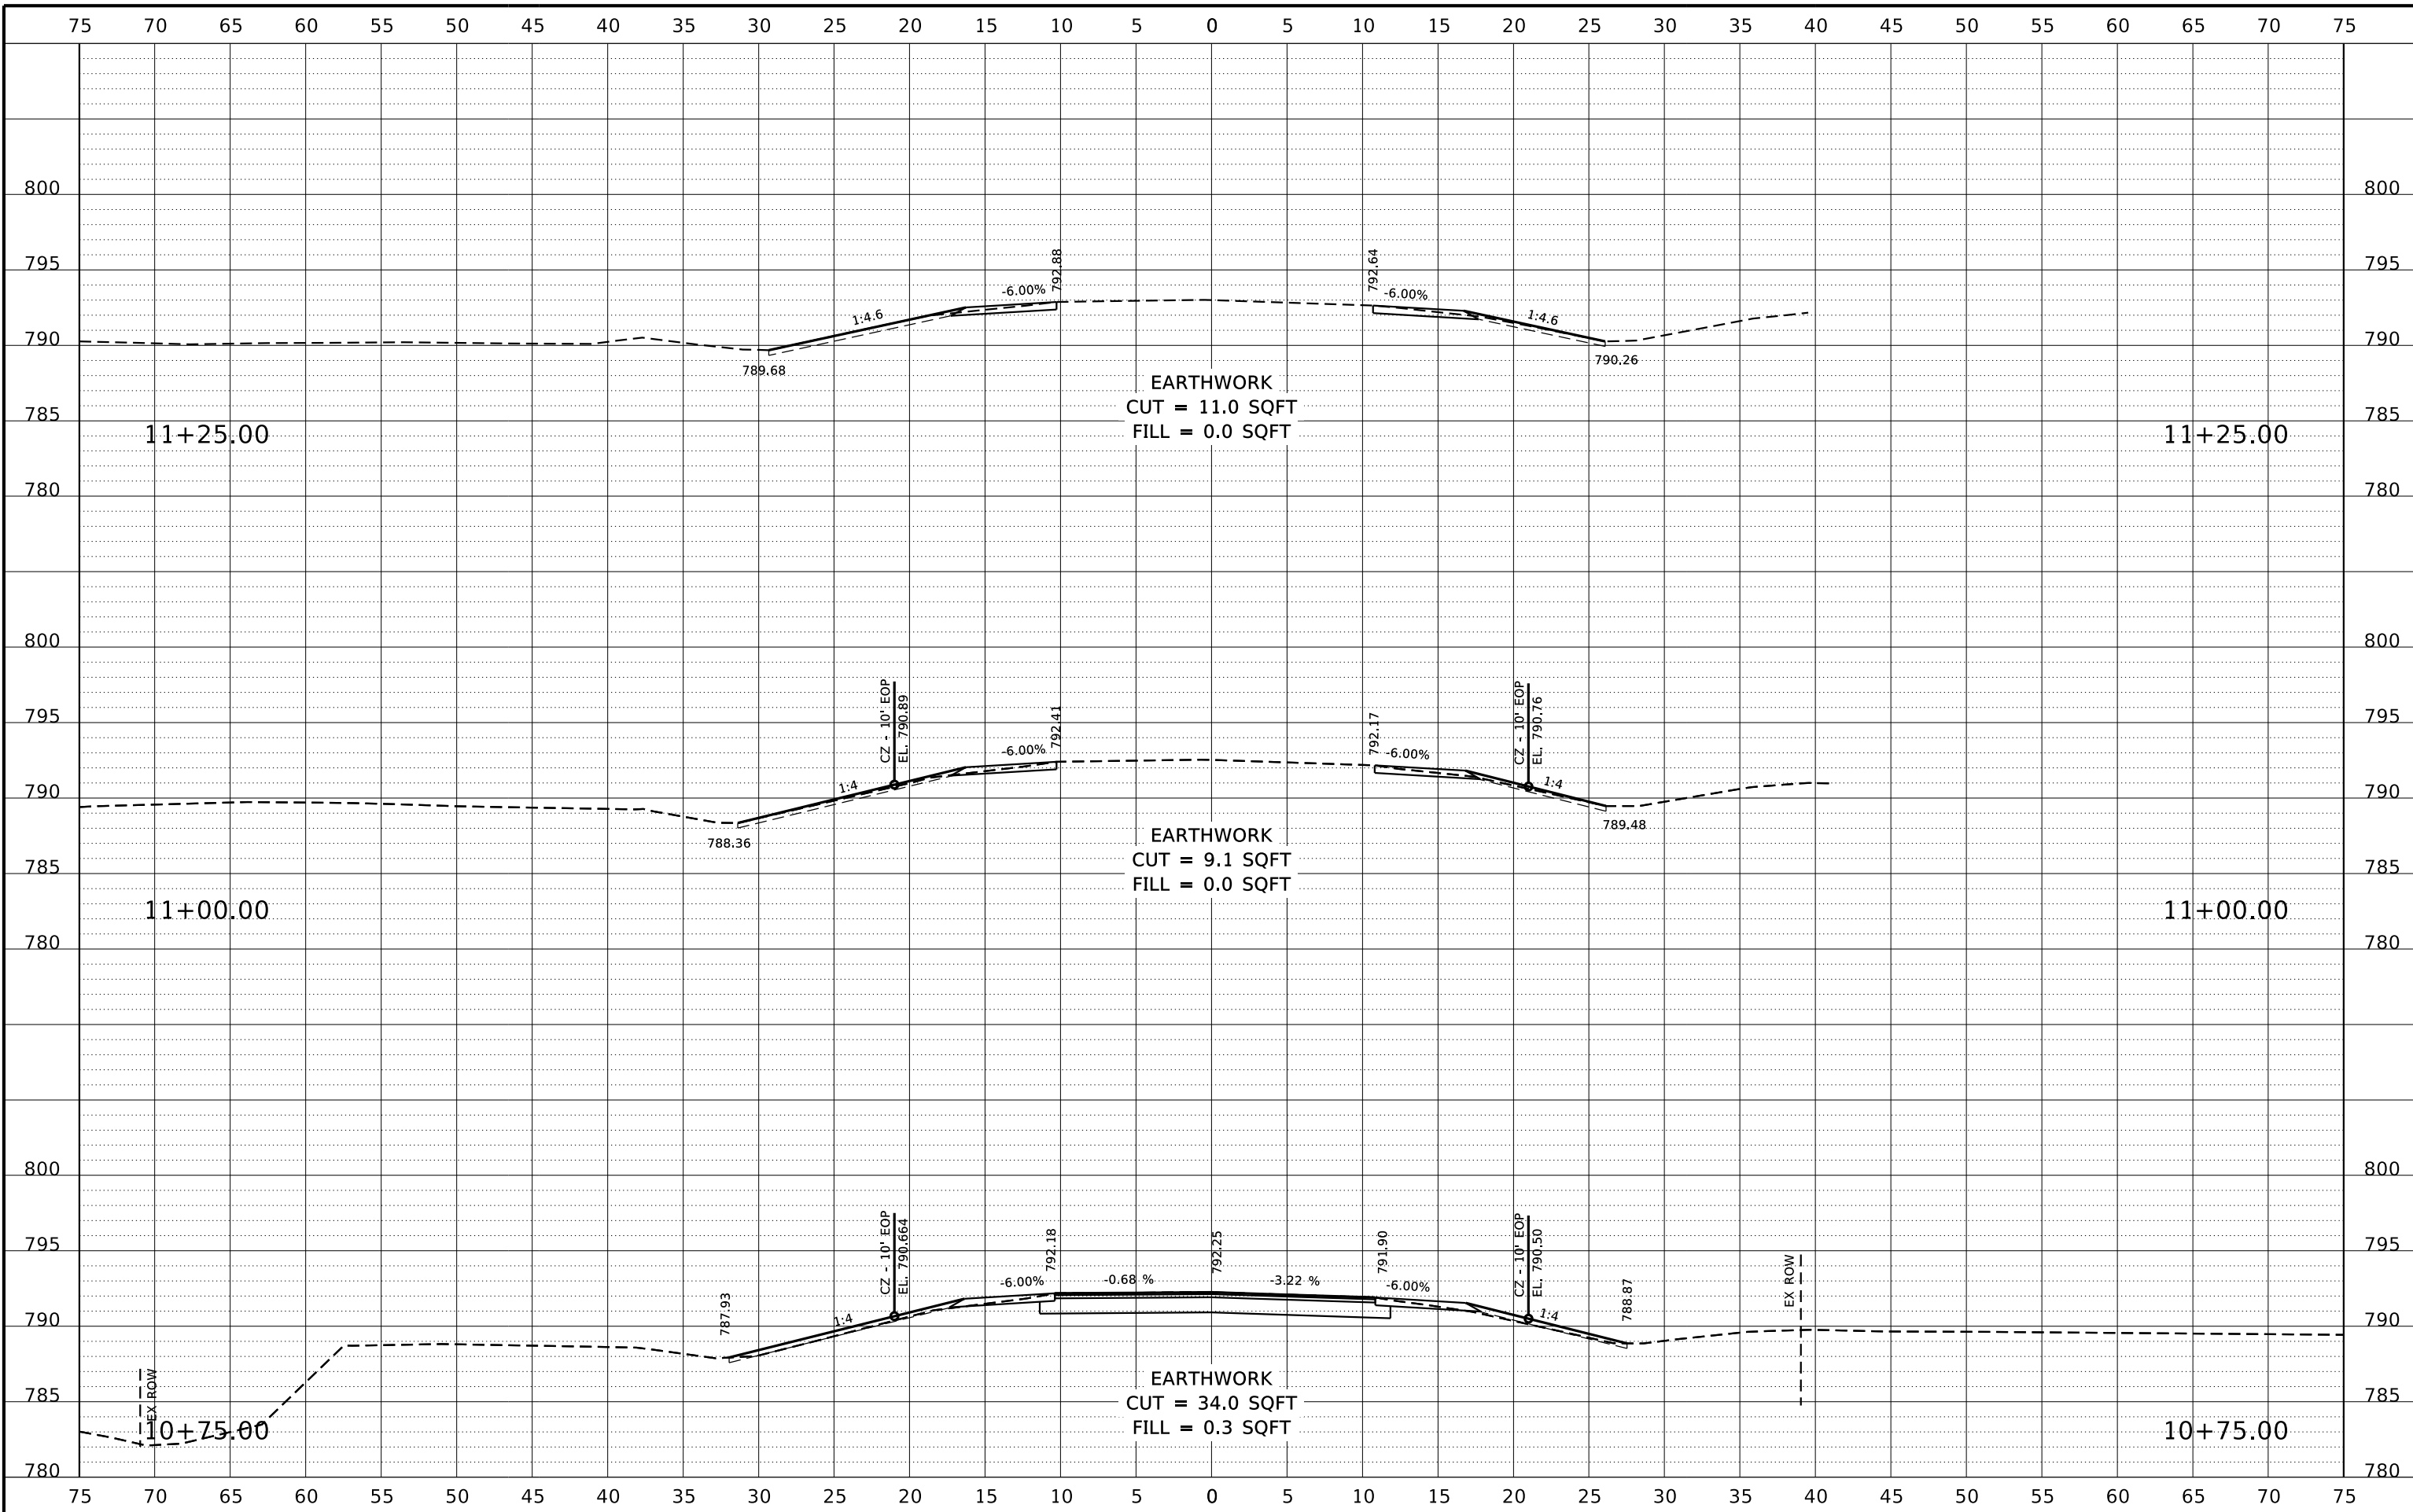 75 70 65 60 55 50 45 40 35 30 25 20 15 10 5 0 5 10 15 20 25 30 35 40 45 50 55 60 65 70 75
800 800
795 795
792.88 792.64
-6.00% -6.00%
1:4.6 1:4.6
790 790
789.68 790.26
EARTHWORK
CUT = 11.0 SQFT
FILL = 0.0 SQFT
785 785
11+25.00 11+25.00
780 780
800 800
CZ - 10' EOP
EL. 790.89
CZ - 10' EOP
EL. 790.76
795 795
792.41 792.17
-6.00% -6.00%
1:4 1:4
790 790
788.36 789.48
EARTHWORK
CUT = 9.1 SQFT
FILL = 0.0 SQFT
785 785
11+00.00 11+00.00
780 780
800 800
CZ - 10' EOP
EL. 790.664
CZ - 10' EOP
EL. 790.50
795 795
792.18 792.25 791.90
EX ROW
-6.00% -0.68 % -3.22 % -6.00%
787.93 788.87
1:4 1:4
790 790
EX ROW
EARTHWORK
CUT = 34.0 SQFT
FILL = 0.3 SQFT
785 785
10+75.00 10+75.00
780 780
75 70 65 60 55 50 45 40 35 30 25 20 15 10 5 0 5 10 15 20 25 30 35 40 45 50 55 60 65 70 75